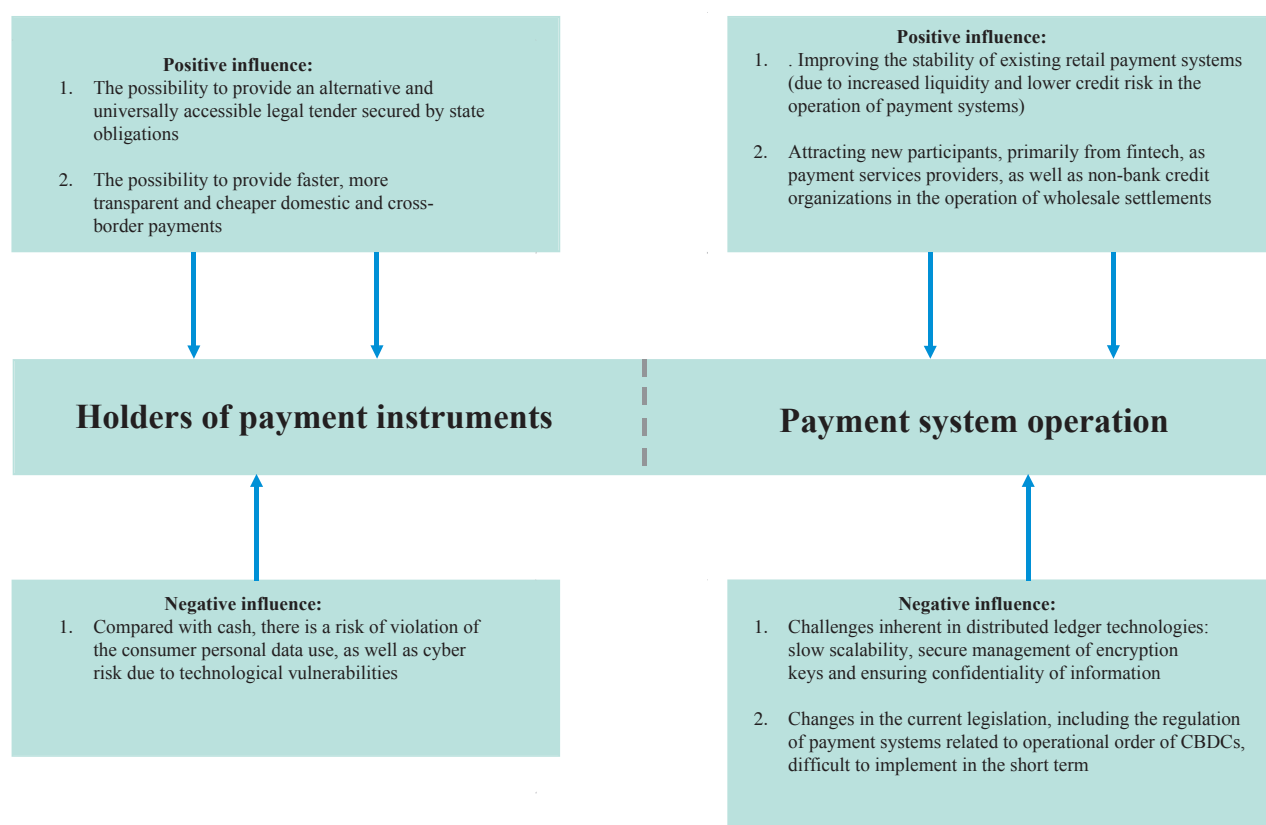 Positive influence:
1. The possibility to provide an alternative and
universally accessible legal tender secured by state
obligations
2. The possibility to provide faster, more
transparent and cheaper domestic and cross-
border payments
Positive influence:
1. . Improving the stability of existing retail payment systems
(due to increased liquidity and lower credit risk in the
operation of payment systems)
2. Attracting new participants, primarily from fintech, as
payment services providers, as well as non-bank credit
organizations in the operation of wholesale settlements
Holders of payment instruments
Payment system operation
Negative influence:
1. Compared with cash, there is a risk of violation of
the consumer personal data use, as well as cyber
risk due to technological vulnerabilities
Negative influence:
1. Challenges inherent in distributed ledger technologies:
slow scalability, secure management of encryption
keys and ensuring confidentiality of information
2. Changes in the current legislation, including the regulation
of payment systems related to operational order of CBDCs,
difficult to implement in the short term